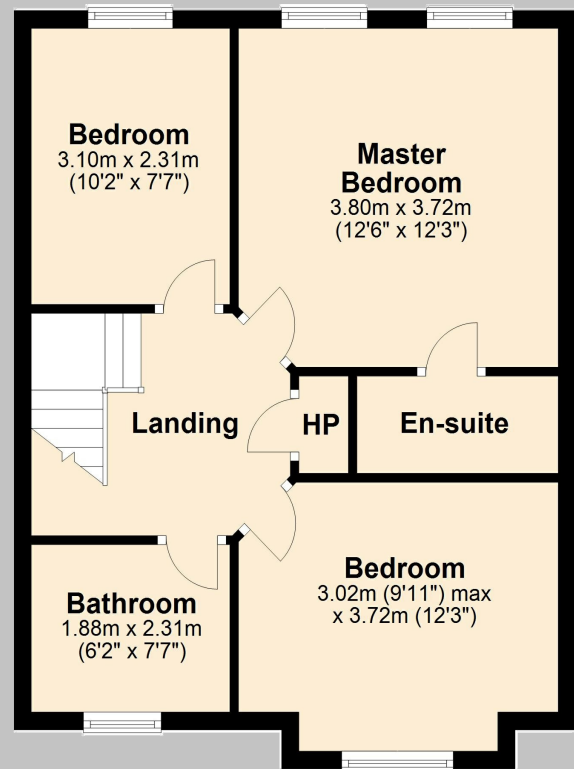 Bedroom
3.10m x 2.31m
(10'2" x 7'7")
Master
Bedroom
3.80m x 3.72m
(12'6" x 12'3")
Landing
HP
En-suite
Bathroom
1.88m x 2.31m
(6'2" x 7'7")
Bedroom
3.02m (9'11") max
x 3.72m (12'3")